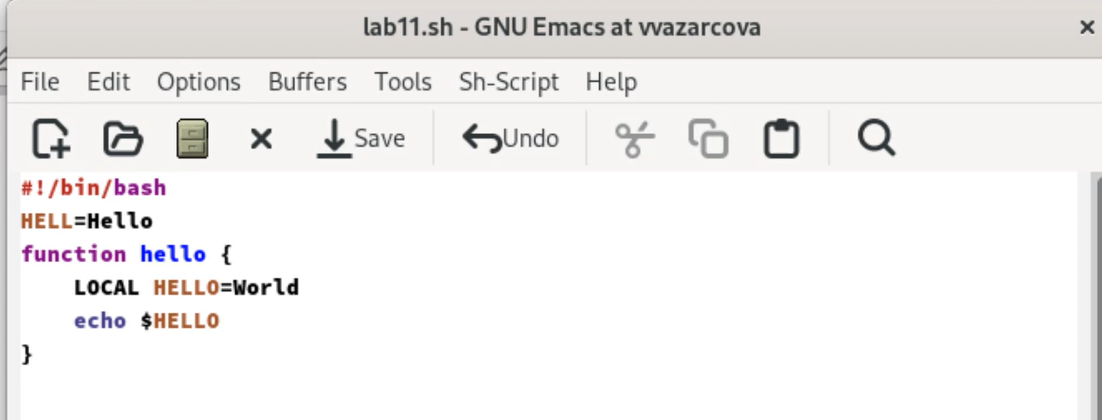 lab11.sh - GNU Emacs at vvazarcova
File Edit Options Buffers Tools Sh-Script Help
Save Undo
#!/bin/bash
HELL=Hello
function hello {
    LOCAL HELLO=World
    echo $HELLO
}